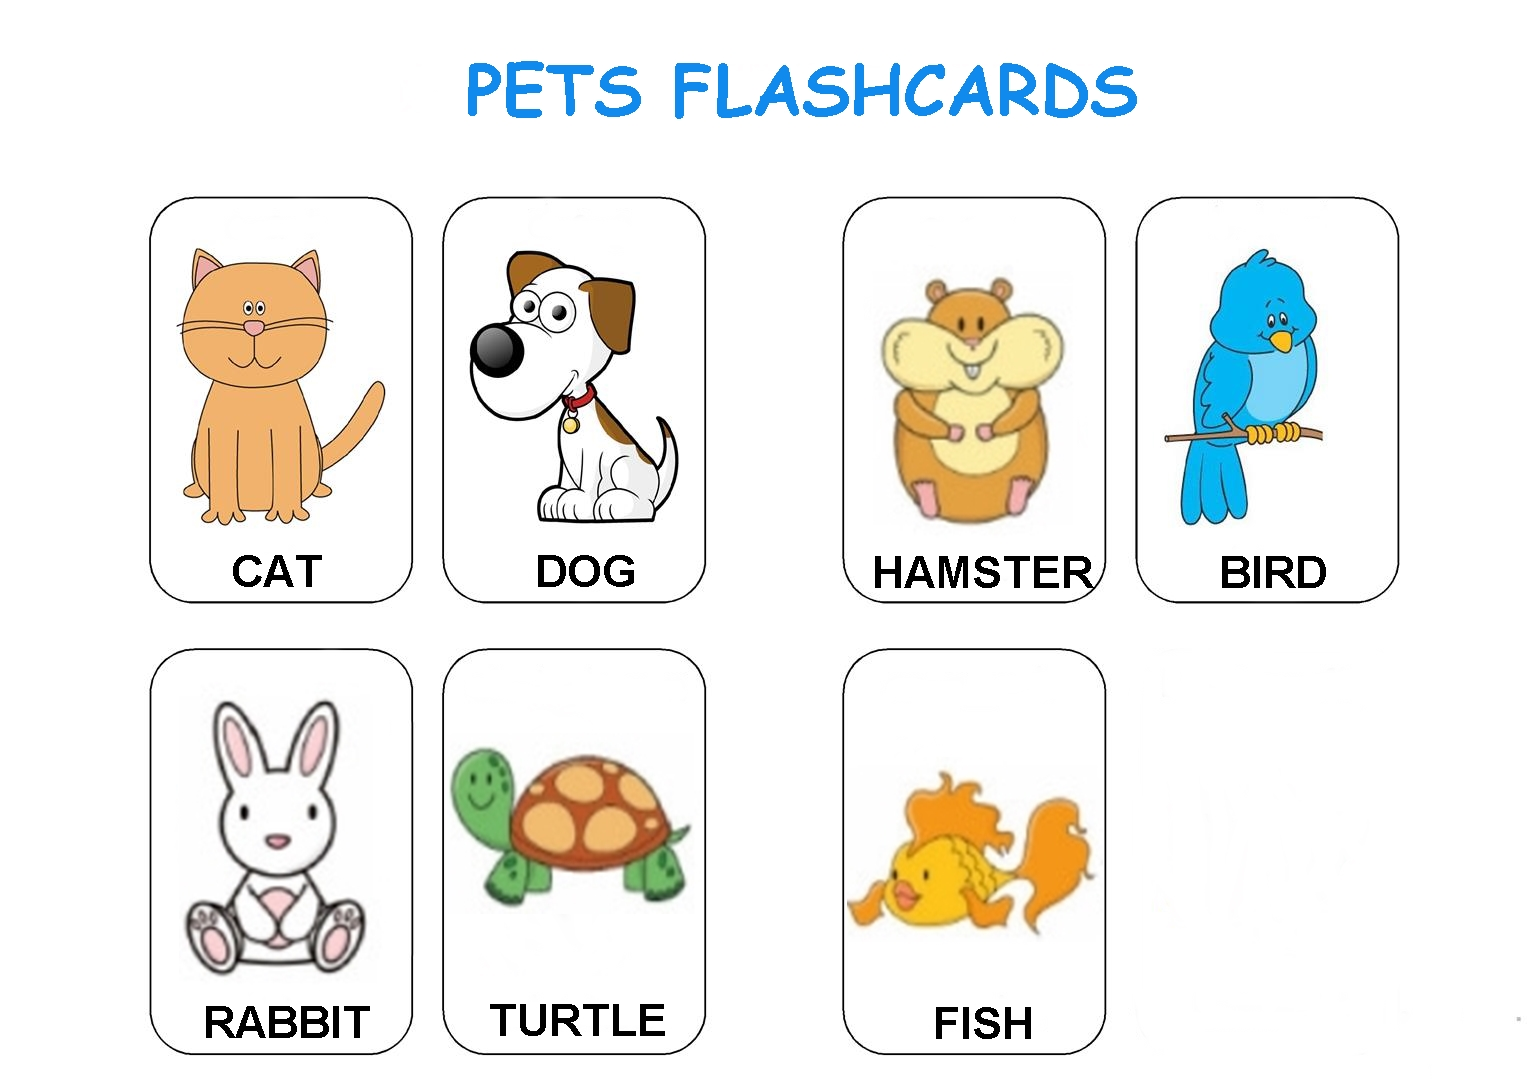 PETS FLASHCARDS
CAT
DOG
HAMSTER
BIRD
RABBIT
TURTLE
FISH